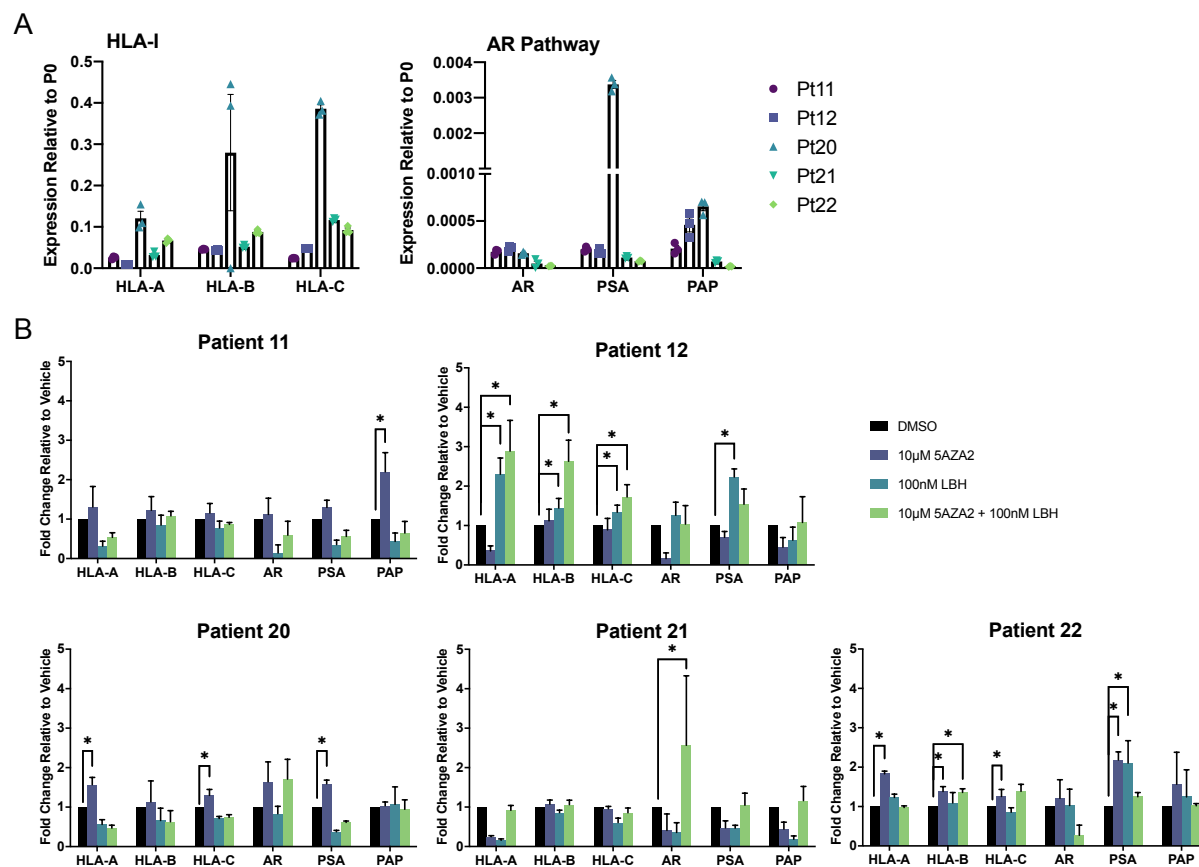 A
HLA-I
Expression Relative to P0
0.5
0.4
0.3
0.2
0.1
0.0
HLA-A
HLA-B
HLA-C
AR Pathway
Expression Relative to P0
0.004
0.003
0.002
0.0010
0.0005
0.0000
AR
PSA
PAP
Pt11
Pt12
Pt20
Pt21
Pt22
B
Patient 11
Fold Change Relative to Vehicle
5
4
3
2
1
0
*
HLA-A
HLA-B
HLA-C
AR
PSA
PAP
Patient 12
Fold Change Relative to Vehicle
5
4
3
2
1
0
*
*
*
*
*
*
*
HLA-A
HLA-B
HLA-C
AR
PSA
PAP
DMSO
10μM 5AZA2
100nM LBH
10μM 5AZA2 + 100nM LBH
Patient 20
Fold Change Relative to Vehicle
5
4
3
2
1
0
*
*
*
HLA-A
HLA-B
HLA-C
AR
PSA
PAP
Patient 21
Fold Change Relative to Vehicle
5
4
3
2
1
0
*
HLA-A
HLA-B
HLA-C
AR
PSA
PAP
Patient 22
Fold Change Relative to Vehicle
5
4
3
2
1
0
*
*
*
*
*
*
HLA-A
HLA-B
HLA-C
AR
PSA
PAP